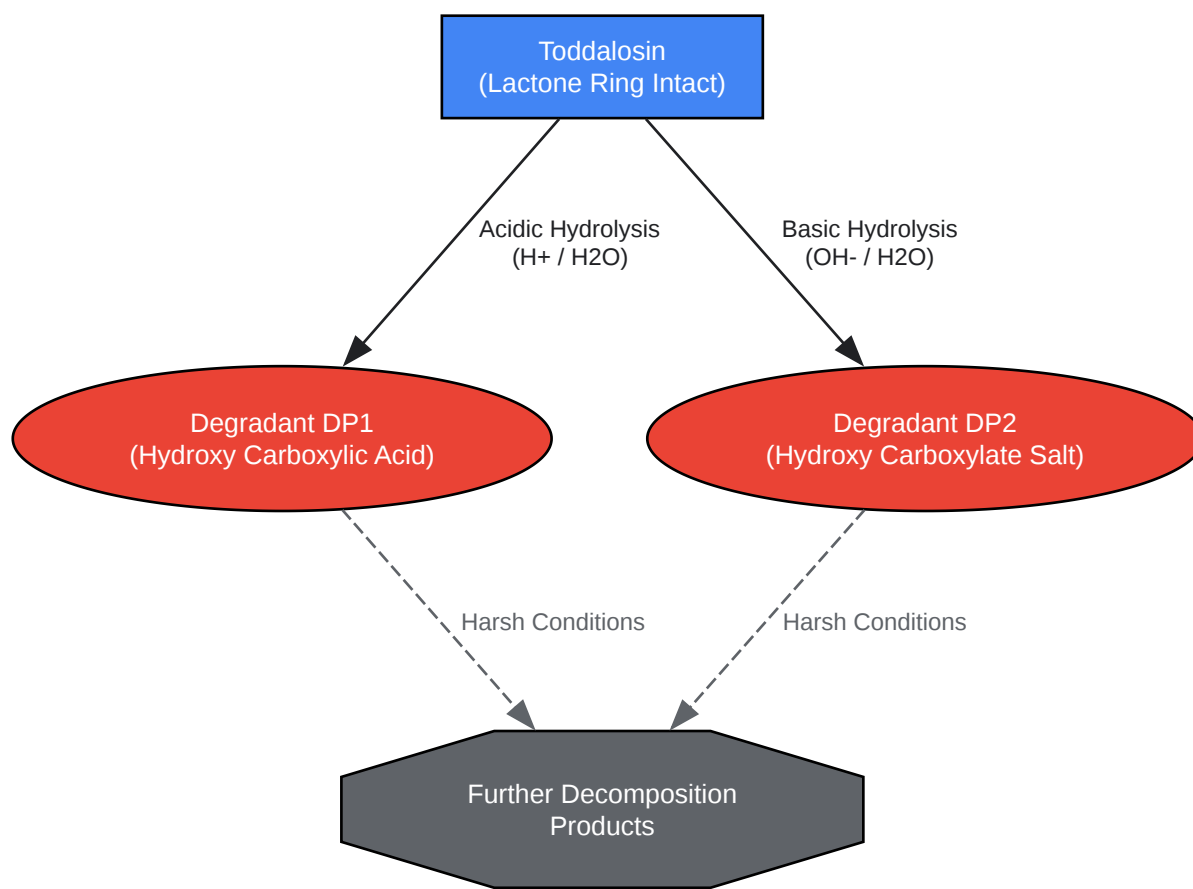 Toddalosin
(Lactone Ring Intact)
Acidic Hydrolysis
(H+ / H2O)
Basic Hydrolysis
(OH- / H2O)
Degradant DP1
(Hydroxy Carboxylic Acid)
Degradant DP2
(Hydroxy Carboxylate Salt)
Harsh Conditions
Harsh Conditions
Further Decomposition
Products